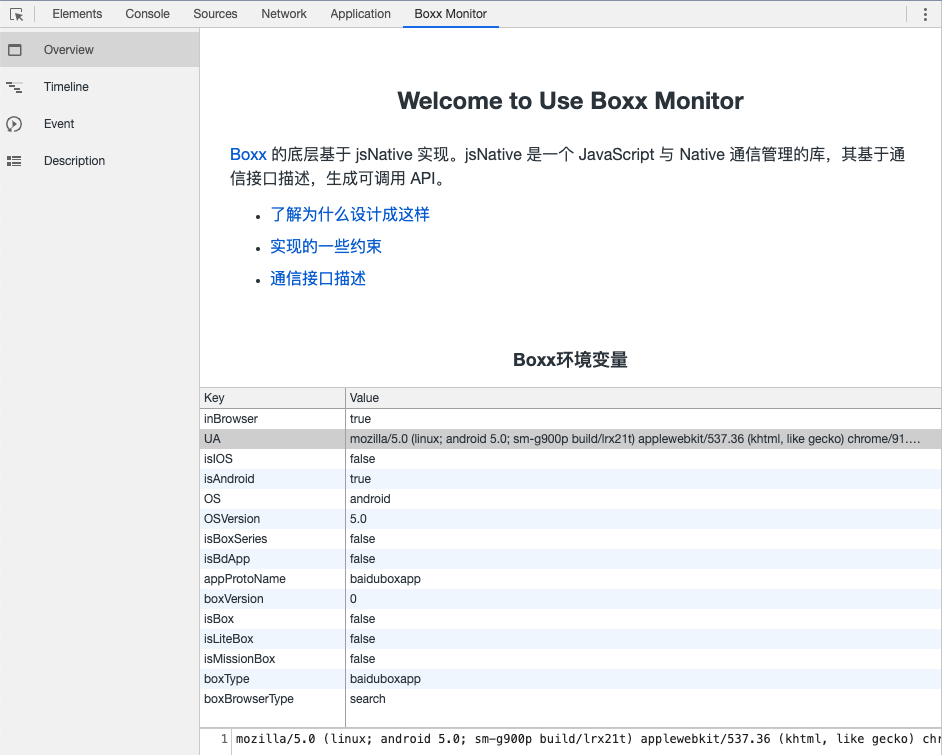 Elements Console Sources Network Application Boxx Monitor
Overview
Timeline
Event
Description
Welcome to Use Boxx Monitor
Boxx 的底层基于 jsNative 实现。jsNative 是一个 JavaScript 与 Native 通信管理的库，其基于通
信接口描述，生成可调用 API。
• 了解为什么设计成这样
• 实现的一些约束
• 通信接口描述
Boxx环境变量
Key Value
inBrowser true
UA mozilla/5.0 (linux; android 5.0; sm-g900p build/lrx21t) applewebkit/537.36 (khtml, like gecko) chrome/91.…
isIOS false
isAndroid true
OS android
OSVersion 5.0
isBoxSeries false
isBdApp false
appProtoName baiduboxapp
boxVersion 0
isBox false
isLiteBox false
isMissionBox false
boxType baiduboxapp
boxBrowserType search
1 mozilla/5.0 (linux; android 5.0; sm-g900p build/lrx21t) applewebkit/537.36 (khtml, like gecko) chr